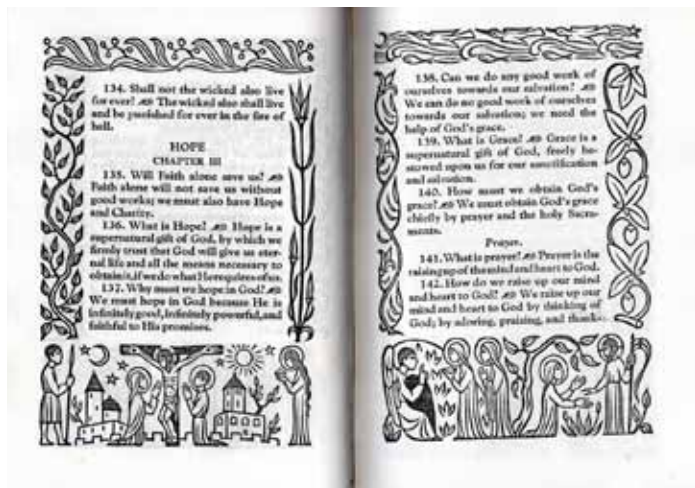 134. Shall not the wicked also live
for ever? The wicked also shall live
and be punished for ever in the fire of
hell.
HOPE
CHAPTER III
135. Will Faith alone save us?
Faith alone will not save us without
good works; we must also have Hope
and Charity.
136. What is Hope? Hope is a
supernatural gift of God, by which we
firmly trust that God will give us eter-
nal life and all the means necessary to
obtain it, if we do what He requires of us.
137. Why must we hope in God?
We must hope in God because He is
infinitely good, infinitely powerful, and
faithful to His promises.
138. Can we do any good work of
ourselves towards our salvation?
We can do no good work of ourselves
towards our salvation; we need the
help of God's grace.
139. What is Grace? Grace is a
supernatural gift of God, freely be-
stowed upon us for our sanctification
and salvation.
140. How must we obtain God's
grace? We must obtain God's grace
chiefly by prayer and the holy Sacra-
ments.
Prayer.
141. What is prayer? Prayer is the
raising up of the mind and heart to God.
142. How do we raise up our mind
and heart to God? We raise up our
mind and heart to God by thinking of
God; by adoring, praising, and thank-